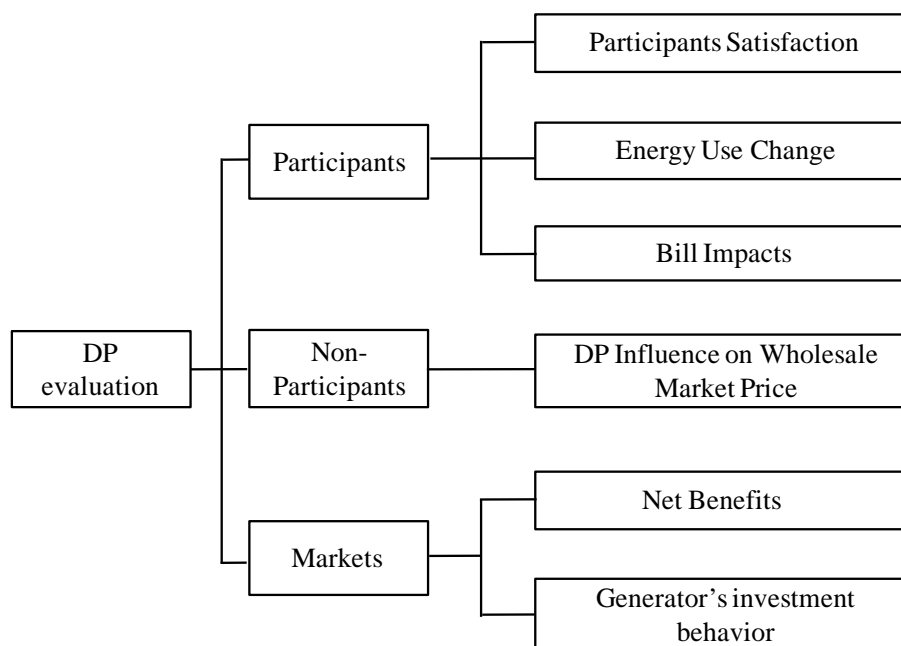 Participants Satisfaction
Participants
Energy Use Change
Bill Impacts
DP
evaluation
Non-
Participants
DP Influence on Wholesale
Market Price
Net Benefits
Markets
Generator’s investment
behavior